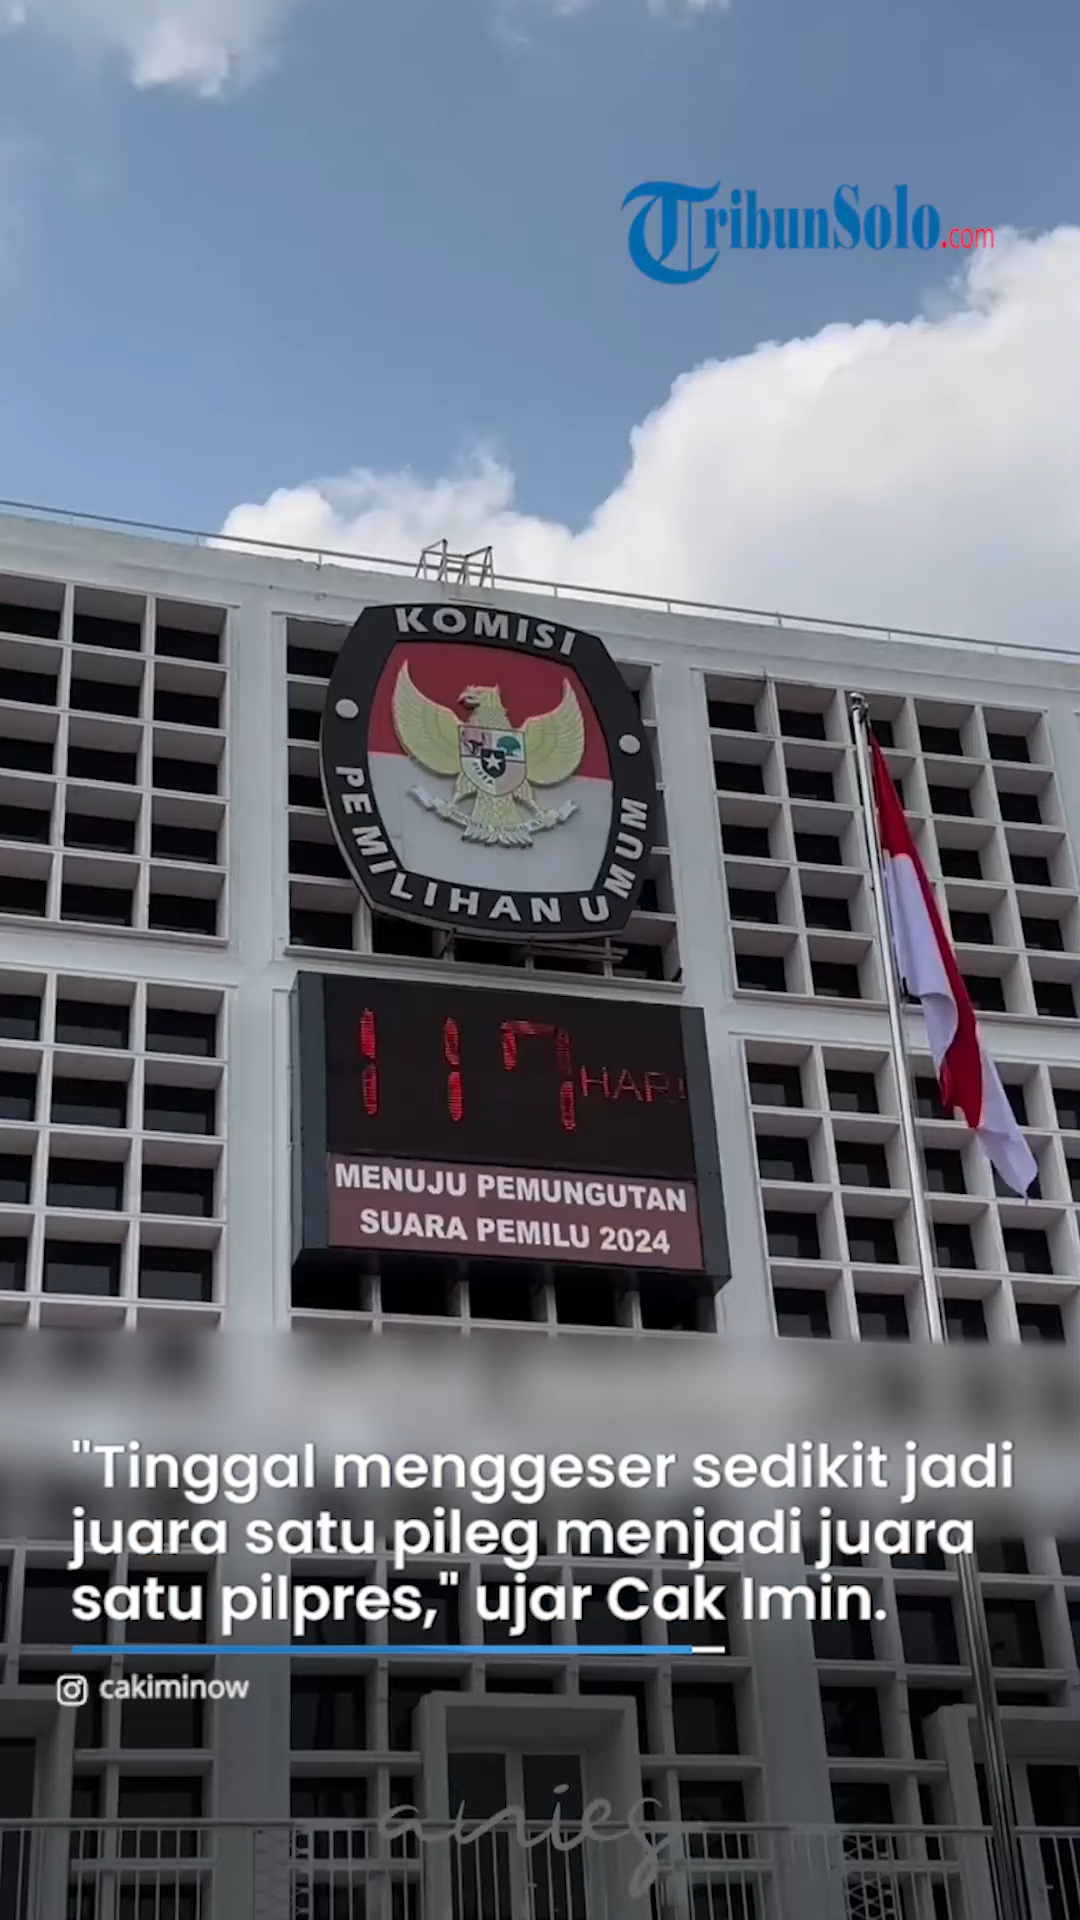 TribunSolo.com
KOMISI
PEMILIHAN UMUM
117 HARI
MENUJU PEMUNGUTAN
SUARA PEMILU 2024
"Tinggal menggeser sedikit jadi
juara satu pileg menjadi juara
satu pilpres," ujar Cak Imin.
cakiminow
anies